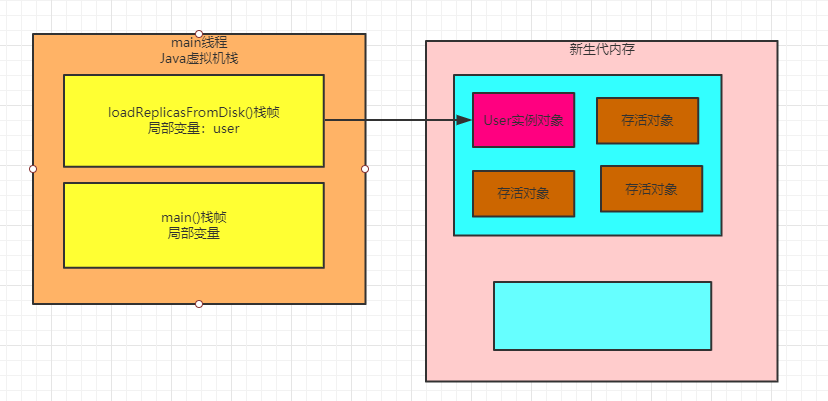 main线程
Java虚拟机栈
loadReplicasFromDisk()栈帧
局部变量：user
main()栈帧
局部变量
新生代内存
User实例对象
存活对象
存活对象
存活对象